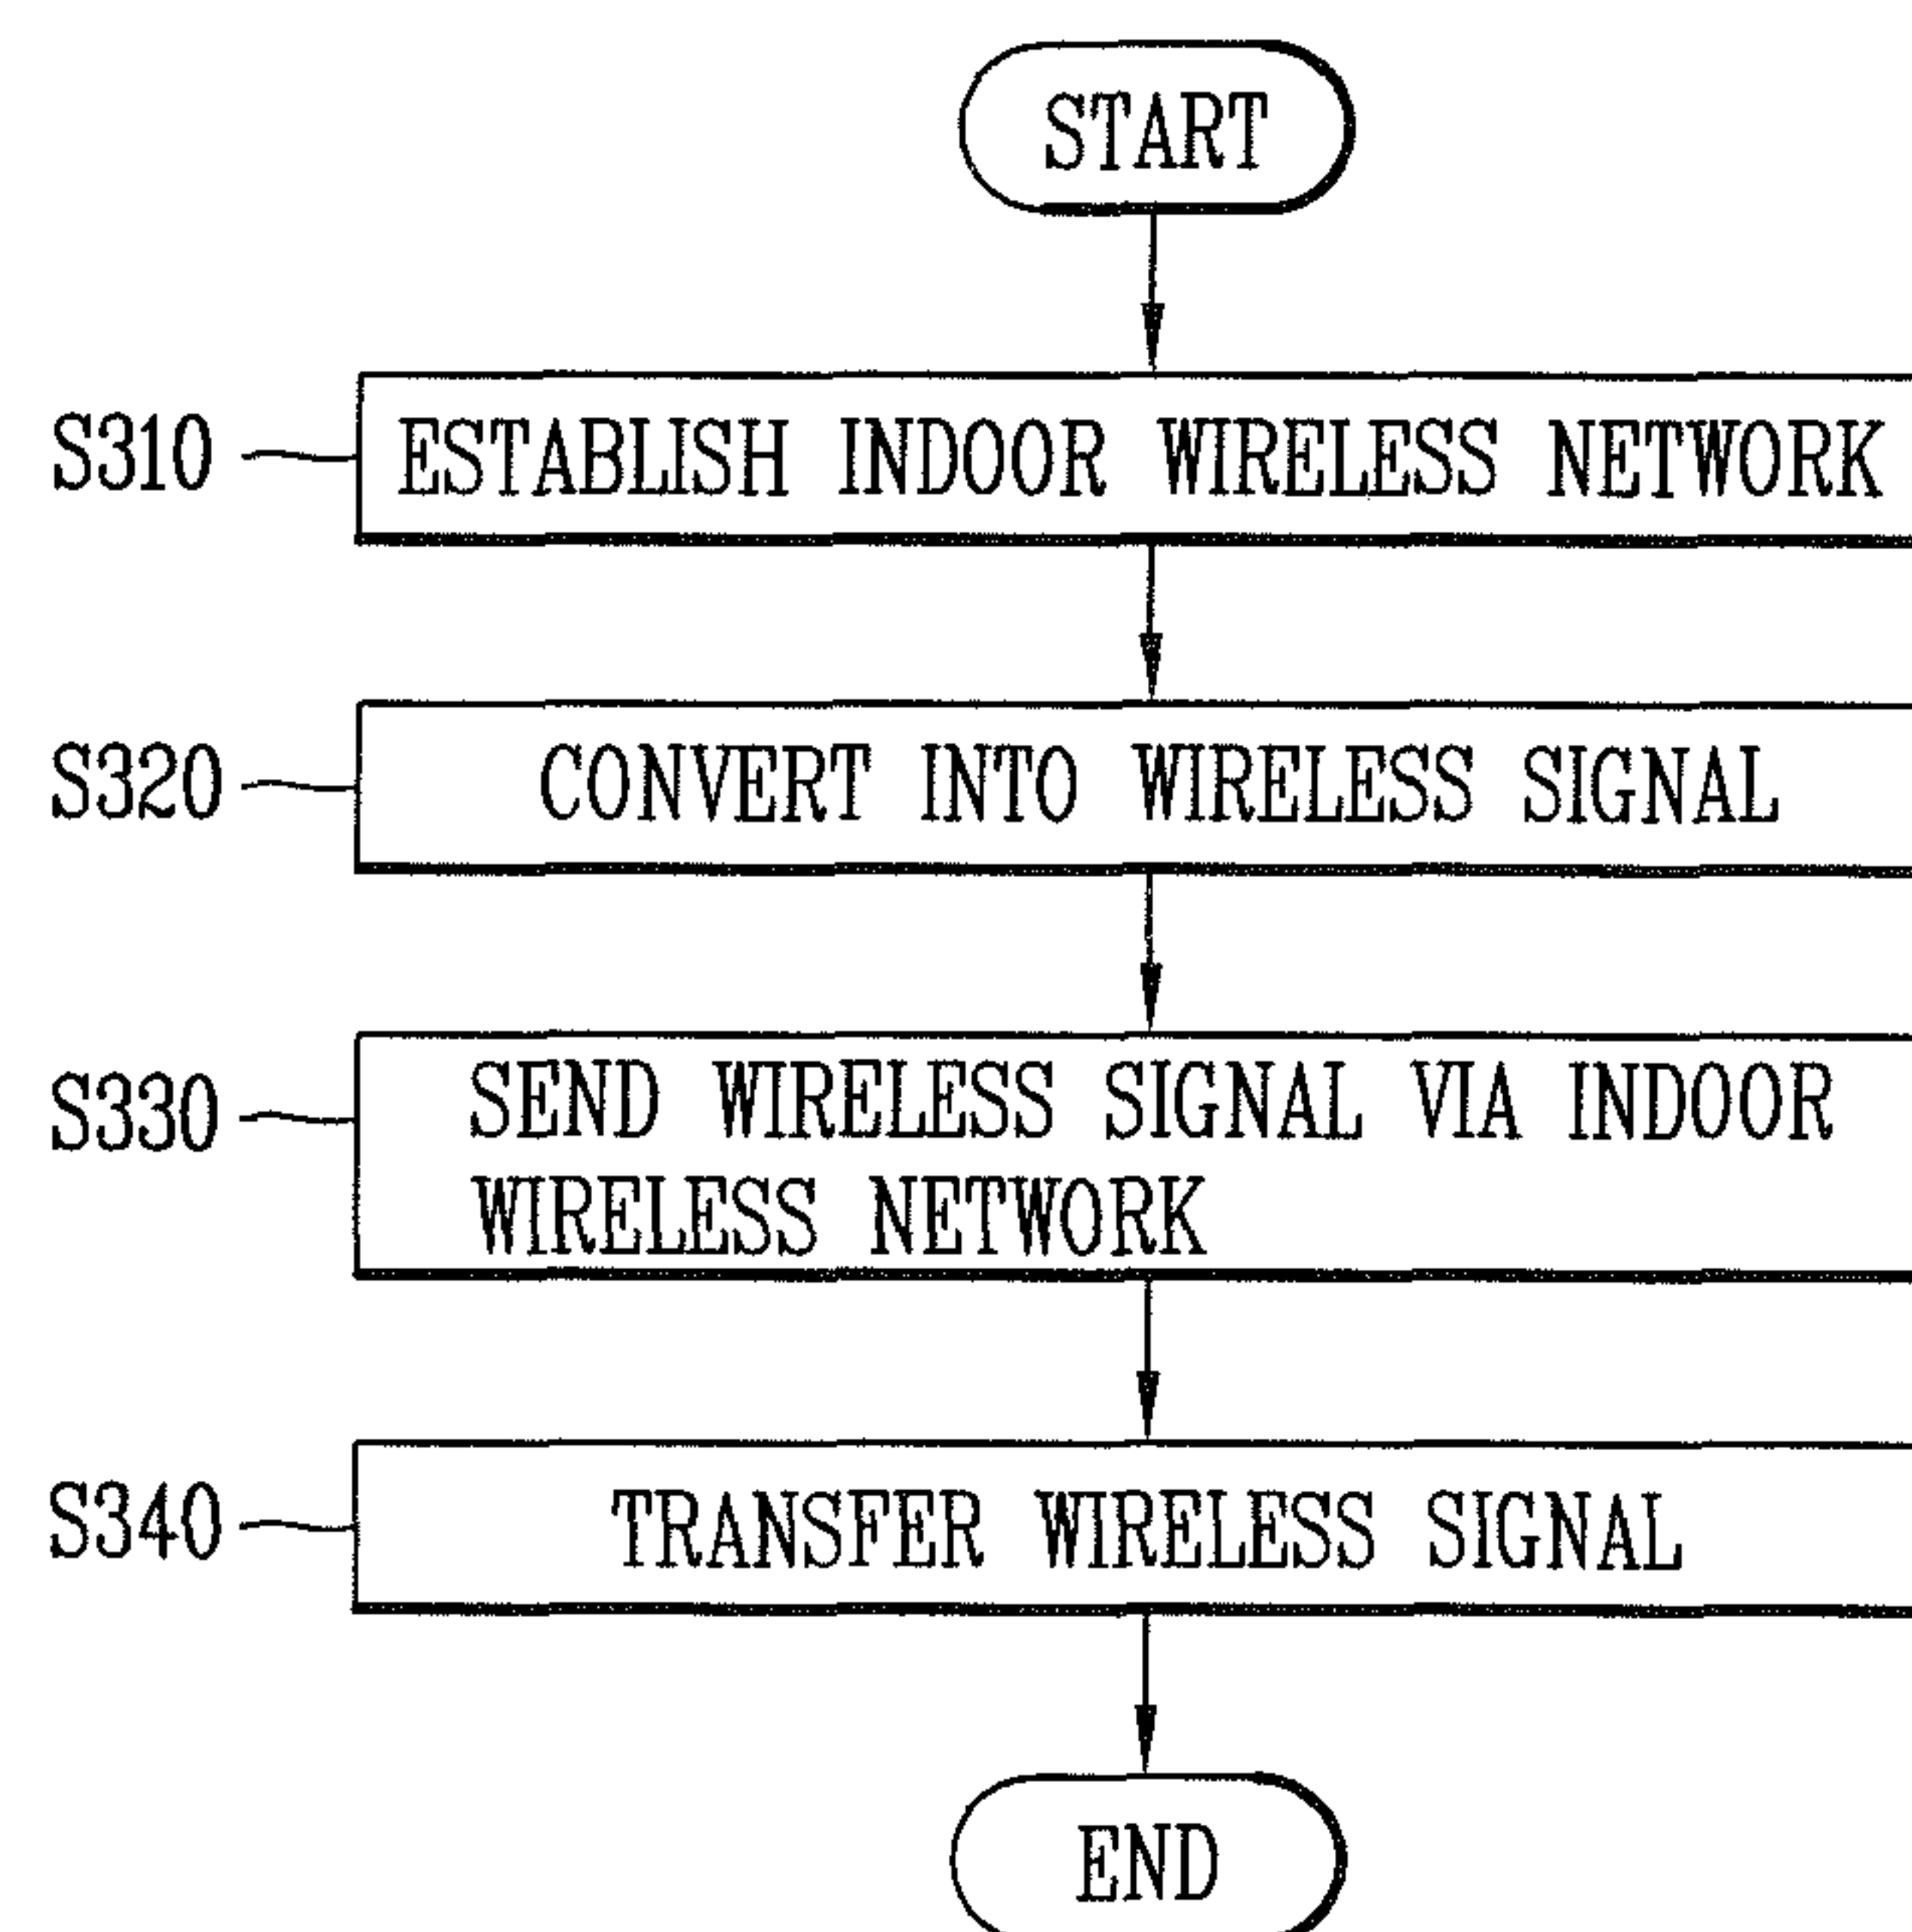 START
S310
ESTABLISH INDOOR WIRELESS NETWORK
S320
CONVERT INTO WIRELESS SIGNAL
S330
SEND WIRELESS SIGNAL VIA INDOOR
WIRELESS NETWORK
S340
TRANSFER WIRELESS SIGNAL
END